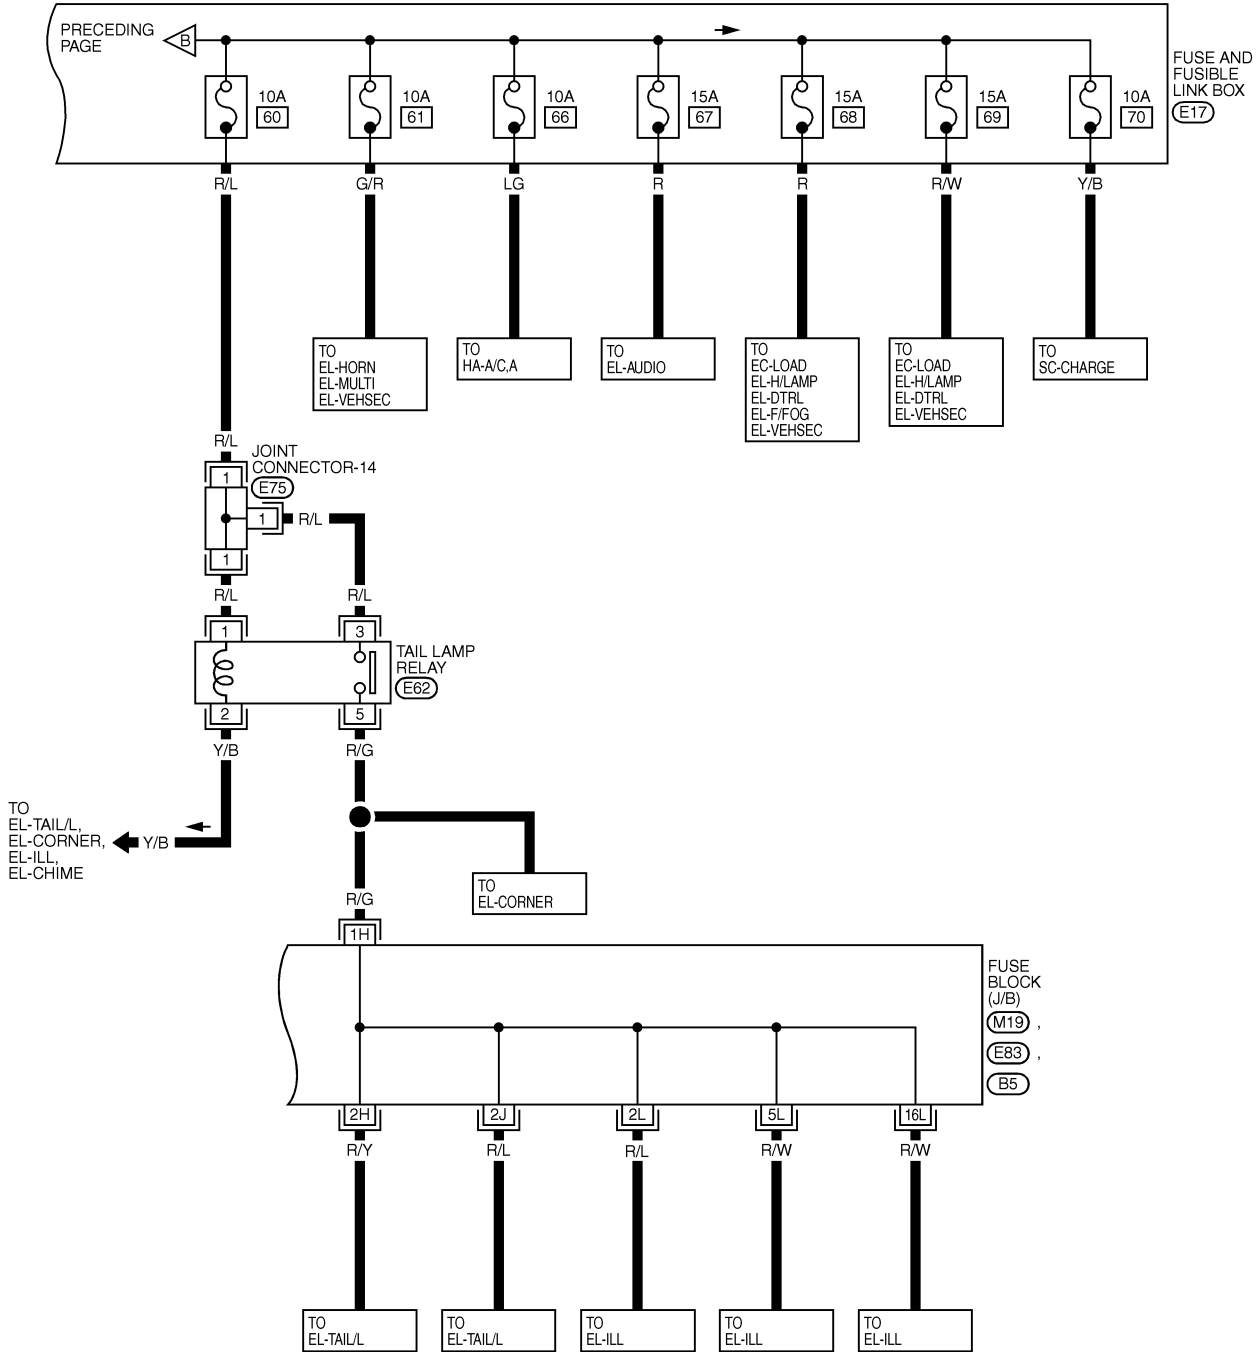 PRECEDING
PAGE
B
FUSE AND
FUSIBLE
LINK BOX
E17
10A
60
10A
61
10A
66
15A
67
15A
68
15A
69
10A
70
R/L
G/R
LG
R
R
R/W
Y/B
TO
EL-HORN
EL-MULTI
EL-VEHSEC
TO
HA-A/C,A
TO
EL-AUDIO
TO
EC-LOAD
EL-H/LAMP
EL-DTRL
EL-F/FOG
EL-VEHSEC
TO
EC-LOAD
EL-H/LAMP
EL-DTRL
EL-VEHSEC
TO
SC-CHARGE
R/L
JOINT
CONNECTOR-14
E75
1
1
R/L
1
R/L
R/L
1
3
TAIL LAMP
RELAY
E62
2
5
Y/B
R/G
TO
EL-TAIL/L,
EL-CORNER,
EL-ILL,
EL-CHIME
Y/B
TO
EL-CORNER
R/G
1H
FUSE
BLOCK
(J/B)
M19 ,
E83 ,
B5
2H
2J
2L
5L
16L
R/Y
R/L
R/L
R/W
R/W
TO
EL-TAIL/L
TO
EL-TAIL/L
TO
EL-ILL
TO
EL-ILL
TO
EL-ILL